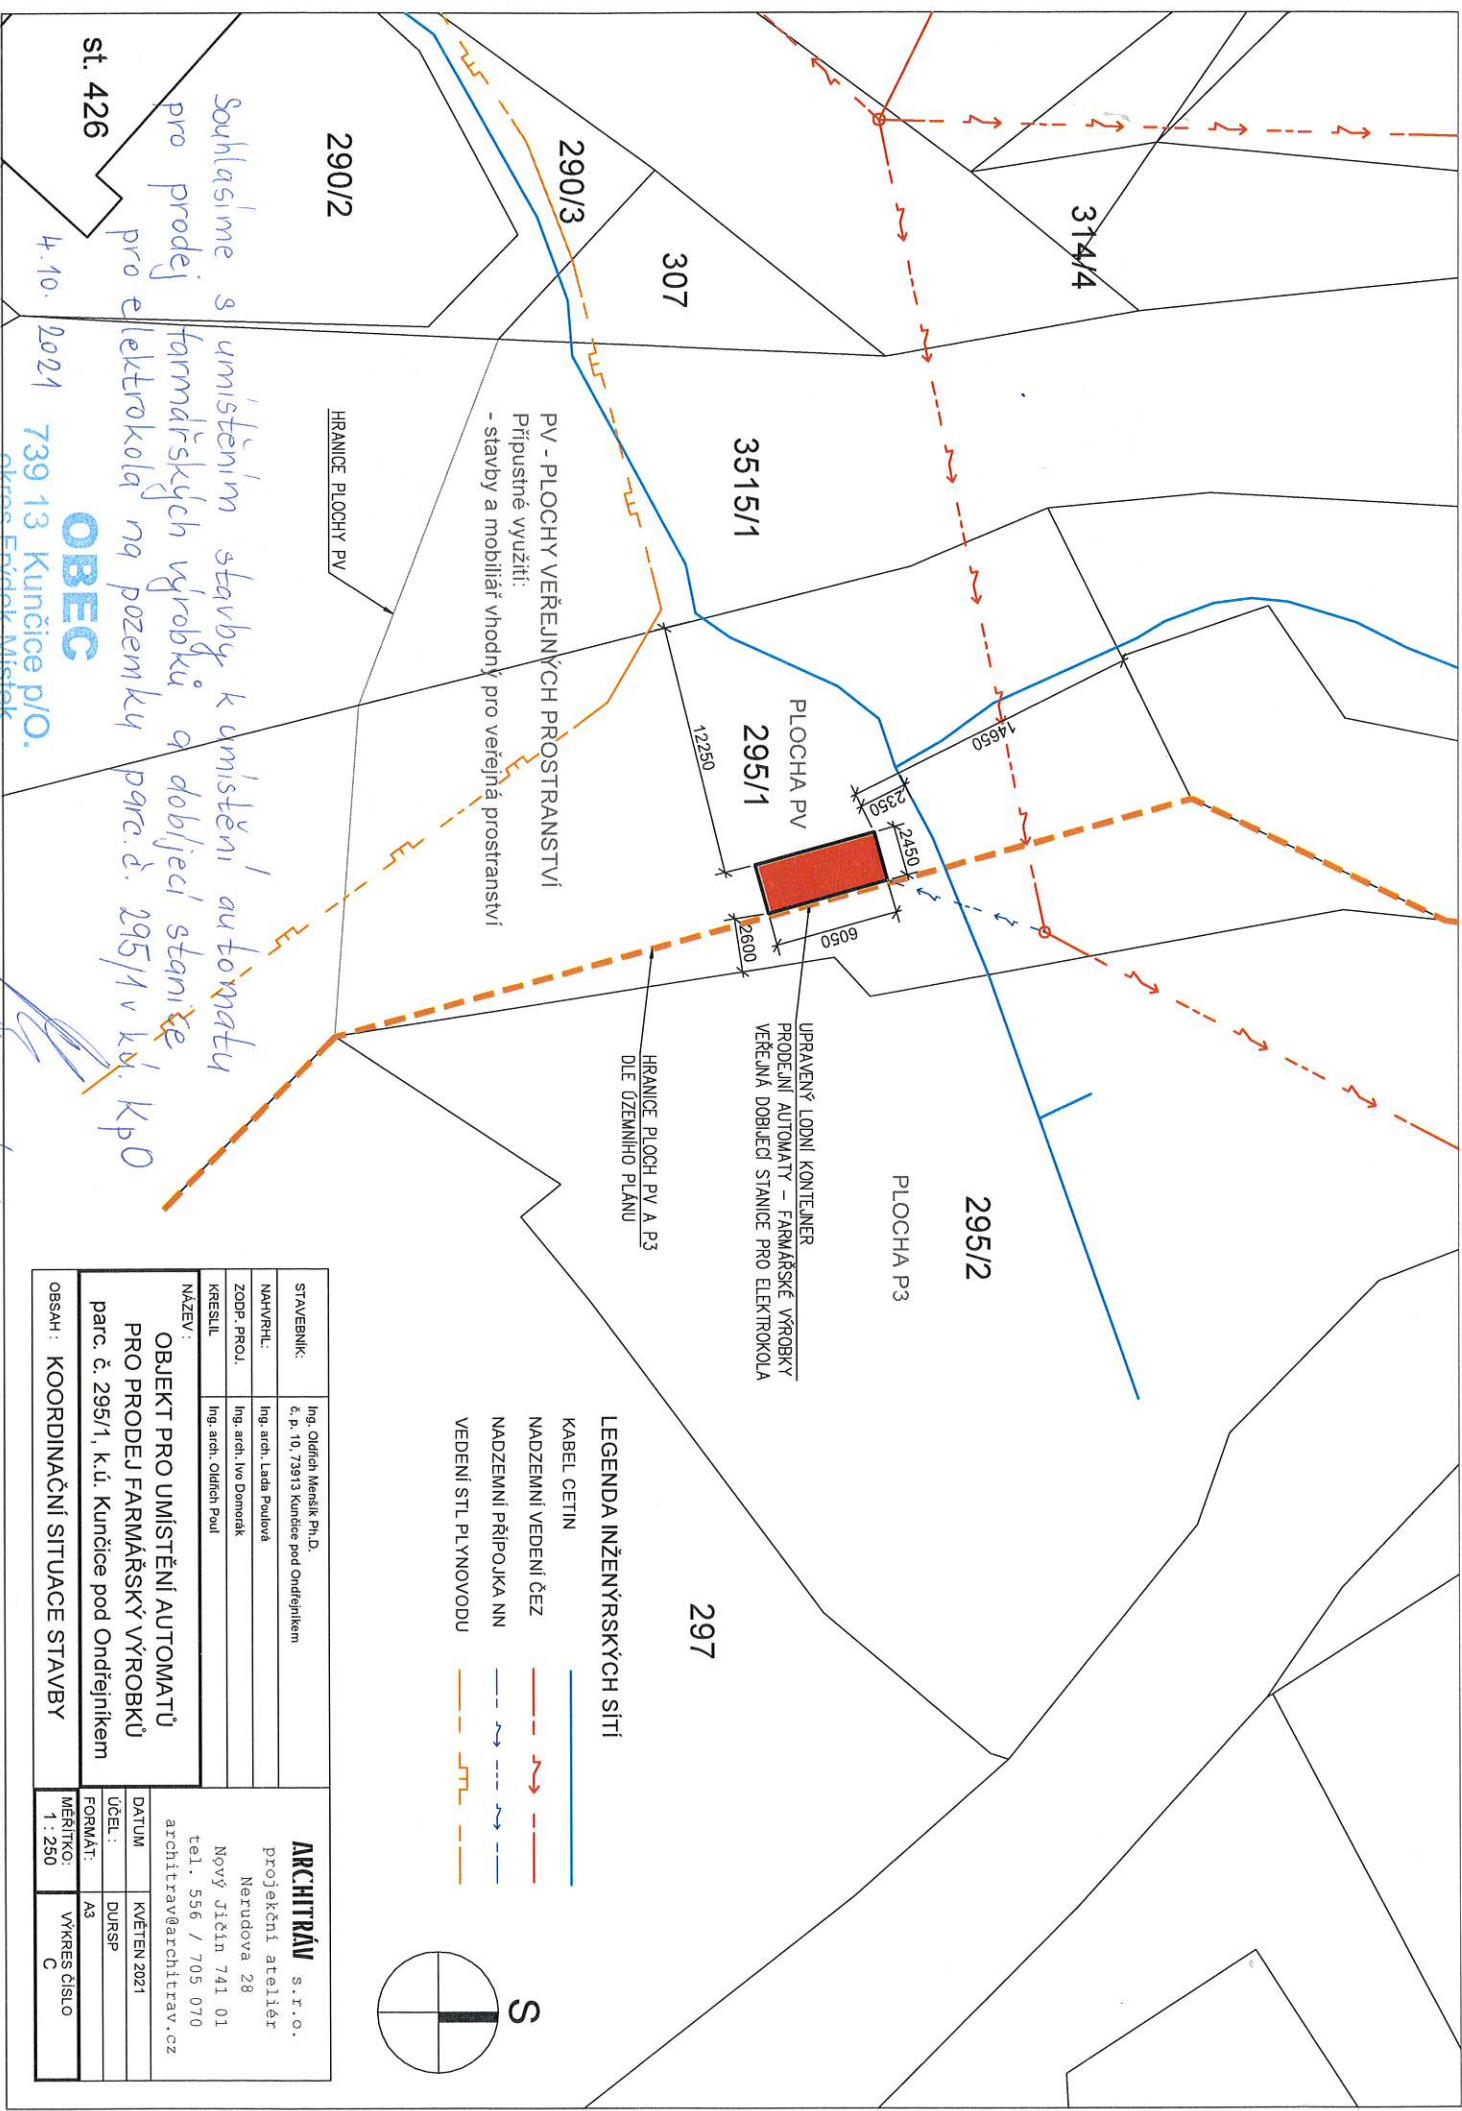 st. 426
290/2
290/3
307
314/4
3515/1
PV - PLOCHY VEŘEJNÝCH PROSTRANSTVÍ
Přípustné využití:
- stavby a mobiliář vhodný pro veřejná prostranství
HRANICE PLOCHY PV
PLOCHA PV
295/1
12250
14650
2350
2450
6050
2600
UPRAVENÝ LODNÍ KONTEJNER
PRODEJNÍ AUTOMATY - FARMÁŘSKÉ VÝROBKY
VEŘEJNÁ DOBIJECÍ STANICE PRO ELEKTROKOLA
HRANICE PLOCH PV A P3
DLE ÚZEMNÍHO PLÁNU
295/2
PLOCHA P3
297
Souhlasíme s umístěním stavby k umístění automatu
pro prodej farmářských výrobků a dobíjecí stanice
pro elektrokola na pozemku parc.č. 295/1 v k.ú. KpO
4.10. 2021
OBEC
739 13 Kunčice p/O.
okres Frýdek-Místek
LEGENDA INŽENÝRSKÝCH SÍTÍ
KABEL CETIN
NADZEMNÍ VEDENÍ ČEZ
NADZEMNÍ PŘÍPOJKA NN
VEDENÍ STL PLYNOVODU
S
STAVEBNÍK: Ing. Oldřich Menšík Ph.D.
č. p. 10, 73913 Kunčice pod Ondřejníkem
NAHVRHL: Ing. arch. Lada Poulová
ZODP. PROJ. Ing. arch. Ivo Domorák
KRESLIL Ing. arch. Oldřich Poul
NÁZEV :
OBJEKT PRO UMÍSTĚNÍ AUTOMATŮ
PRO PRODEJ FARMÁŘSKÝ VÝROBKŮ
parc. č. 295/1, k.ú. Kunčice pod Ondřejníkem
OBSAH : KOORDINAČNÍ SITUACE STAVBY
ARCHITRÁV s.r.o.
projekční ateliér
Nerudova 28
Nový Jičín 741 01
tel. 556 / 705 070
architrav@architrav.cz
DATUM KVĚTEN 2021
ÚČEL : DURSP
FORMÁT: A3
MĚŘÍTKO:
1 : 250
VÝKRES ČÍSLO
C